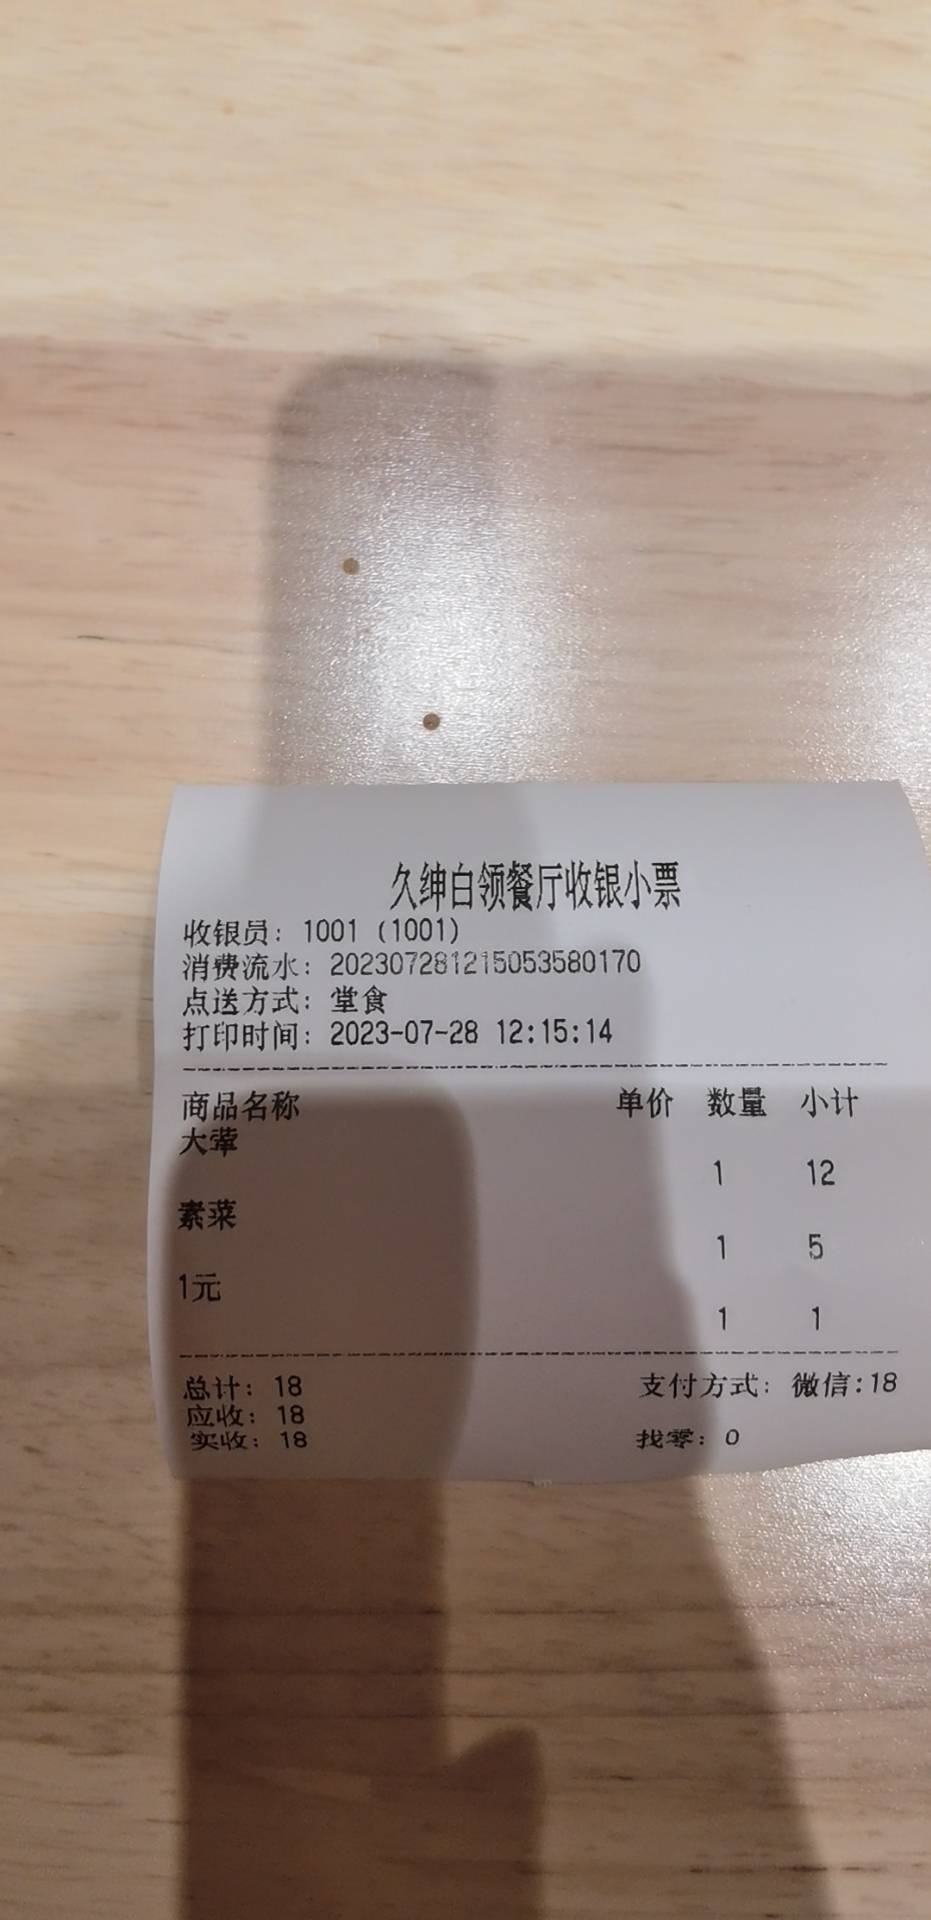 久绅白领餐厅收银小票
收银员: 1001 (1001)
消费流水: 202307281215053580170
点送方式: 堂食
打印时间: 2023-07-28 12:15:14
商品名称 单价 数量 小计
大荤
1 12
素菜
1 5
1元
1 1
总计: 18 支付方式: 微信:18
应收: 18
实收: 18 找零: 0